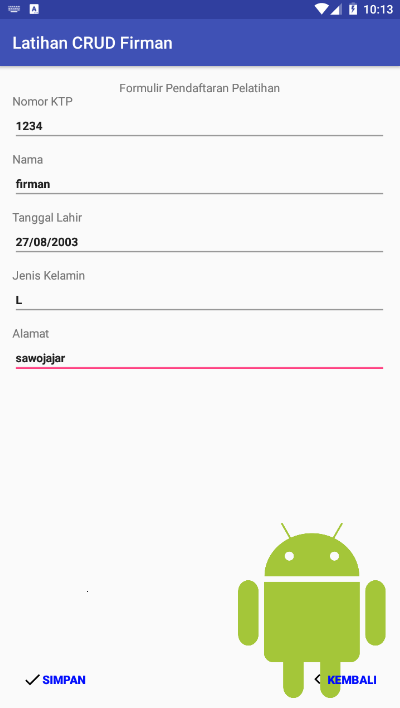 10:13
Latihan CRUD Firman
Formulir Pendaftaran Pelatihan
Nomor KTP
1234
Nama
firman
Tanggal Lahir
27/08/2003
Jenis Kelamin
L
Alamat
sawojajar
SIMPAN
KEMBALI